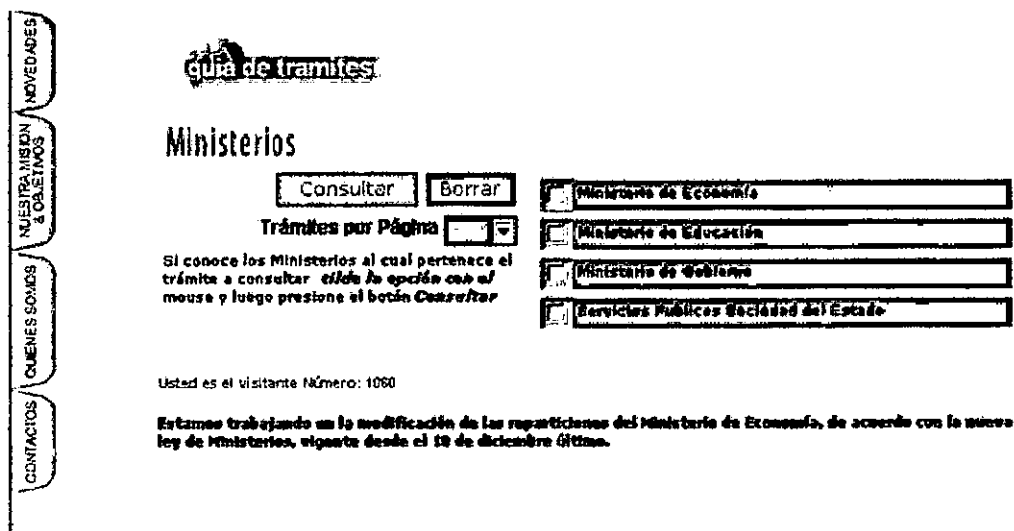 NOVEDADES
NUESTRA MISION
& OBJETIVOS
QUIENES SOMOS
CONTACTOS
guia de tramites
Ministerios
Consultar Borrar
Trámites por Página
Si conoce los Ministerios al cual pertenece el
trámite a consultar tilde la opción con el
mouse y luego presione el botón Consultar
Ministerio de Economía
Ministerio de Educación
Ministerio de Gobierno
Servicios Publicos Sociedad del Estado
Usted es el visitante Número: 1060
Estamos trabajando en la modificación de las reparticiones del Ministerio de Economía, de acuerdo con la nueva
ley de Ministerios, vigente desde el 10 de diciembre último.